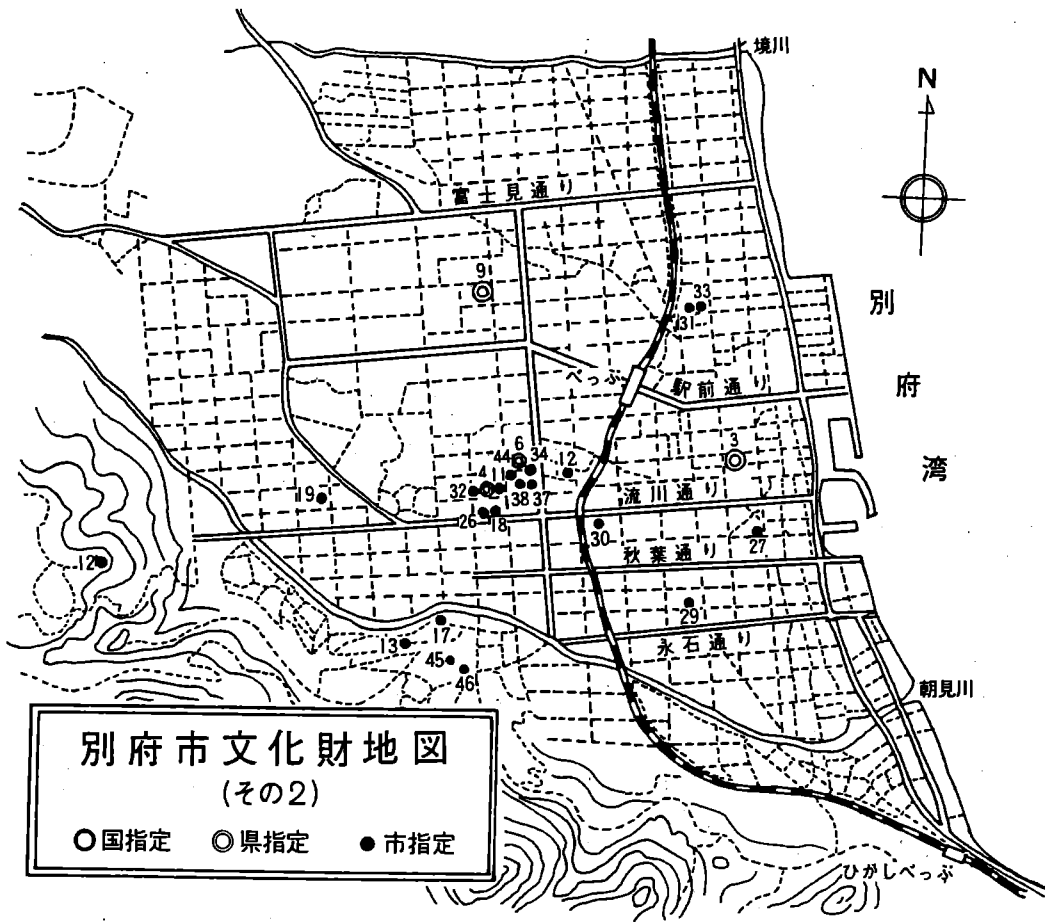 境川
N
富士見通り
9
別府湾
33
31
べっぷ
駅前通り
6
44
34
12
3
4
11
32
2
38
37
流川通り
19
26
18
30
27
秋葉通り
12
29
17
13
永石通り
45
46
朝見川
別府市文化財地図
(その2)
国指定 県指定 市指定
ひがしべっぷ